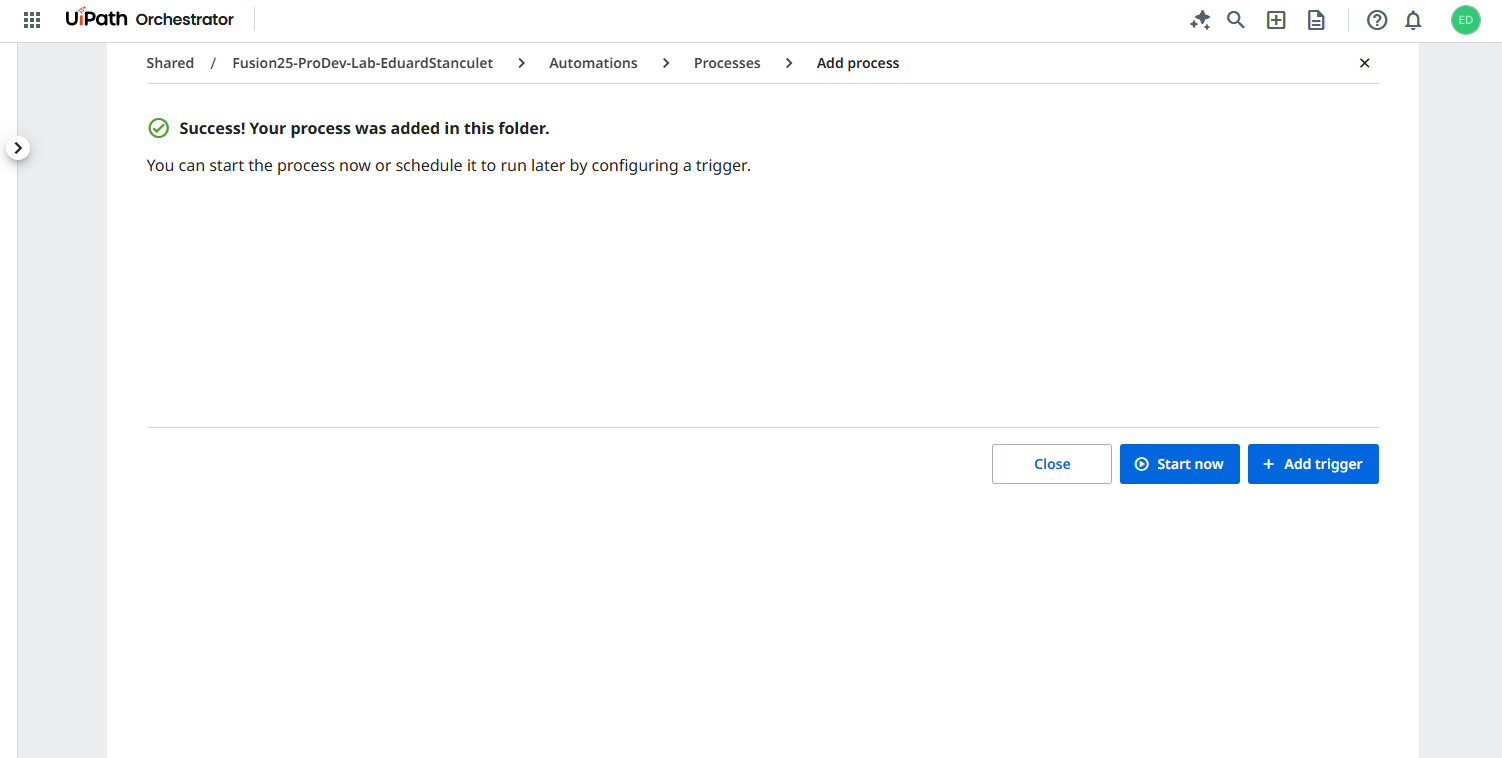 UiPath Orchestrator
ED
Shared / Fusion25-ProDev-Lab-EduardStanculet > Automations > Processes > Add process
Success! Your process was added in this folder.
You can start the process now or schedule it to run later by configuring a trigger.
Close Start now + Add trigger